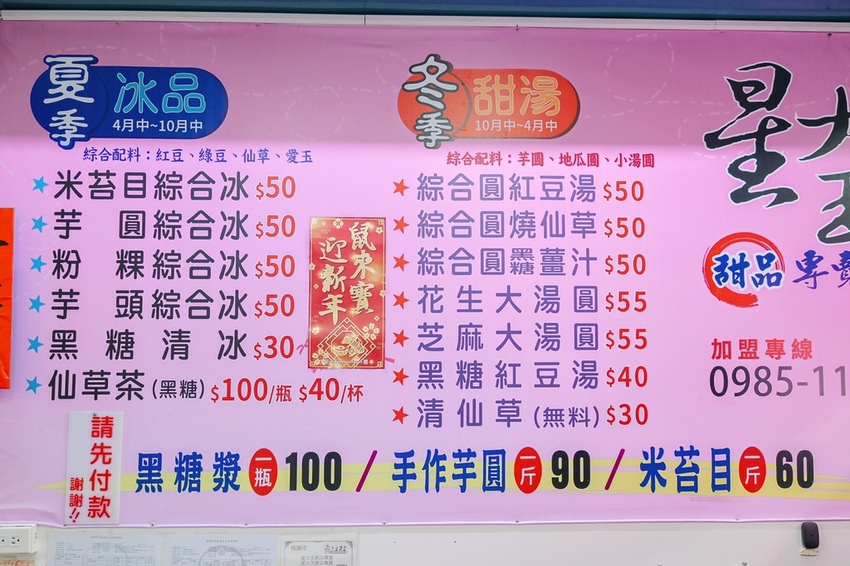 夏季 冰品
4月中~10月中
綜合配料：紅豆、綠豆、仙草、愛玉
米苔目綜合冰 $50
芋圓綜合冰 $50
粉粿綜合冰 $50
芋頭綜合冰 $50
黑糖清冰 $30
仙草茶(黑糖) $100/瓶 $40/杯
鼠來寶
迎新年
冬季 甜湯
10月中~4月中
綜合配料：芋圓、地瓜圓、小湯圓
綜合圓紅豆湯 $50
綜合圓燒仙草 $50
綜合圓黑糖薑汁 $50
花生大湯圓 $55
芝麻大湯圓 $55
黑糖紅豆湯 $40
清仙草(無料) $30
星
甜品 專賣
加盟專線
0985-11
請先付款
謝謝!!
黑糖漿 一瓶 100 / 手作芋圓 一斤 90 / 米苔目 一斤 60